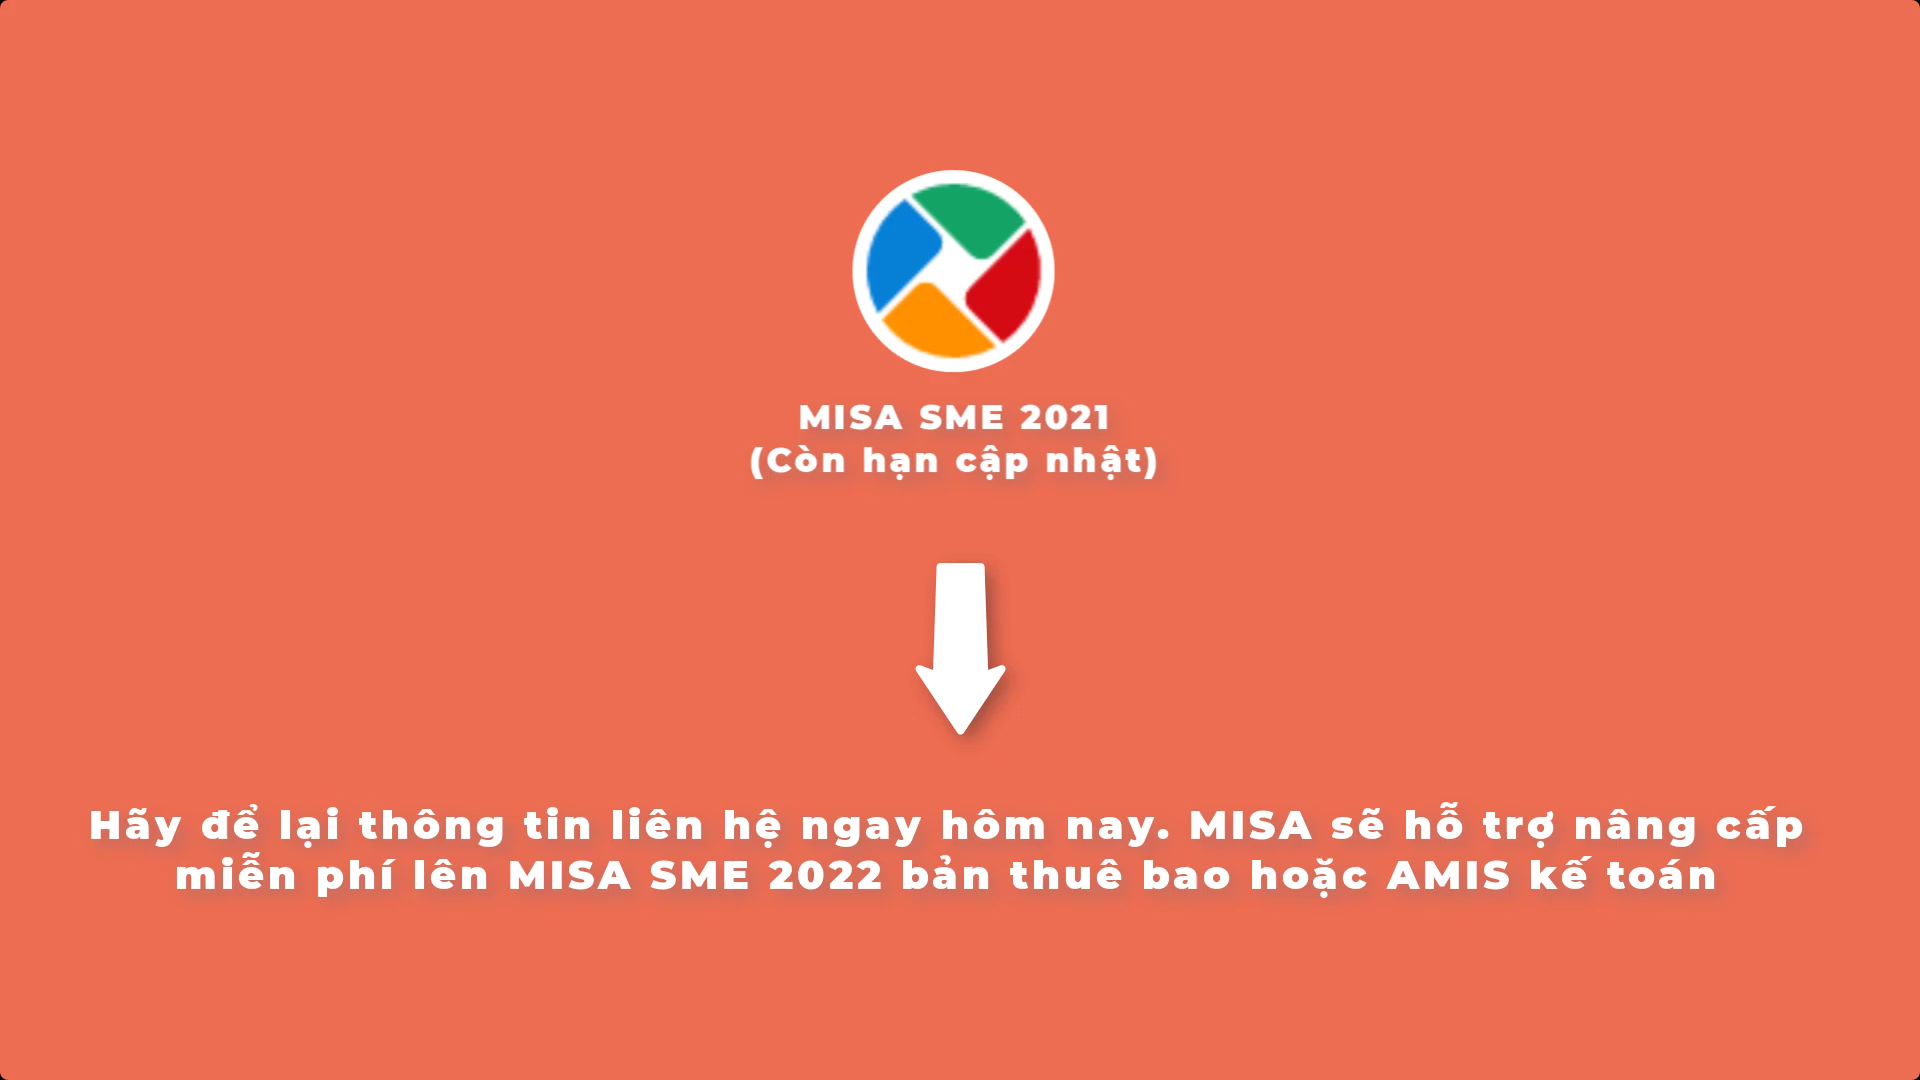 MISA SME 2021
(Còn hạn cập nhật)
Hãy để lại thông tin liên hệ ngay hôm nay. MISA sẽ hỗ trợ nâng cấp
miễn phí lên MISA SME 2022 bản thuê bao hoặc AMIS kế toán